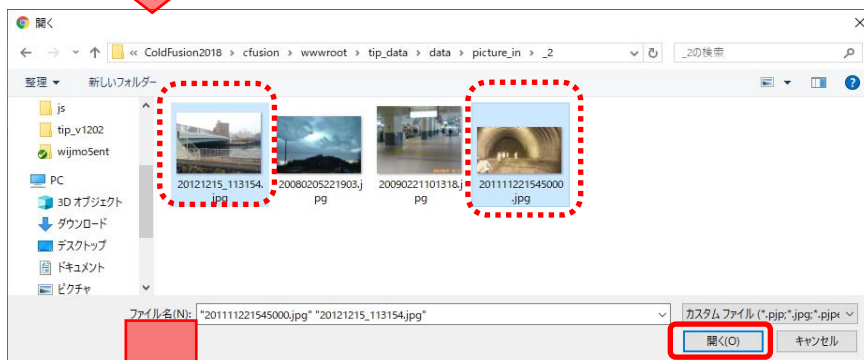 開く
« ColdFusion2018 › cfusion › wwwroot › tip_data › data › picture_in › _2
_2の検索
整理 新しいフォルダー
js
tip_v1202
wijmo5ent
PC
3D オブジェクト
ダウンロード
デスクトップ
ドキュメント
ピクチャ
20121215_113154.
jpg
20080205221903.j
pg
20090221101318.j
pg
201111221545000
.jpg
ファイル名(N): "201111221545000.jpg" "20121215_113154.jpg"
カスタム ファイル (*.pjp;*.jpg;*.pjpe
開く(O) キャンセル